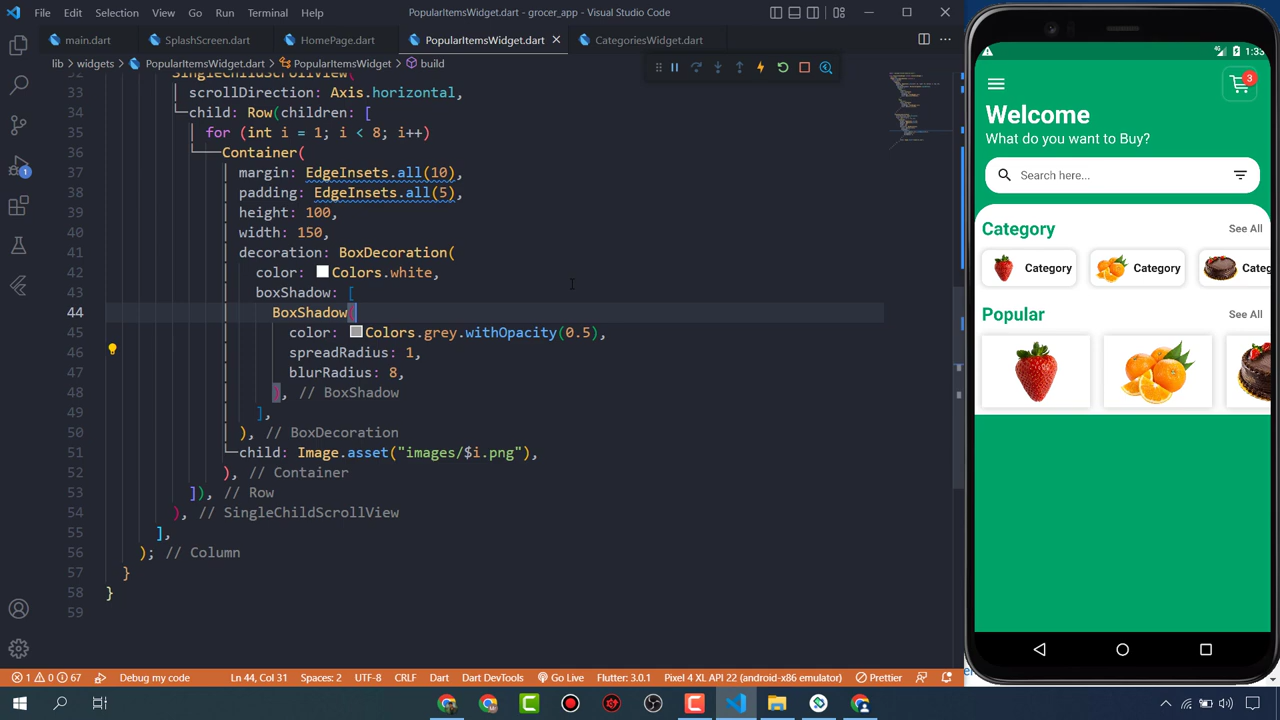 File Edit Selection View Go Run Terminal Help
PopularItemsWidget.dart - grocer_app - Visual Studio Code
main.dart
SplashScreen.dart
PopularItemsWidget.dart
CategoriesWidget.dart
lib > widgets > PopularItemsWidget.dart > PopularItemsWidget > build
SingleChildScrollView(
33 scrollDirection: Axis.horizontal,
34 child: Row(children: [
35 for (int i = 1; i < 8; i++)
36 Container(
37 margin: EdgeInsets.all(10),
38 padding: EdgeInsets.all(5),
39 height: 100,
40 width: 150,
41 decoration: BoxDecoration(
42 color: Colors.white,
43 boxShadow: [
44 BoxShadow(
45 color: Colors.grey.withOpacity(0.5),
46 spreadRadius: 1,
47 blurRadius: 8,
48 ), // BoxShadow
49 ],
50 ), // BoxDecoration
51 child: Image.asset("images/$i.png"),
52 ), // Container
53 ]), // Row
54 ), // SingleChildScrollView
55 ],
56 ); // Column
57 }
58 }
59
1
1 0 67 Debug my code Ln 44, Col 31 Spaces: 2 UTF-8 CRLF Dart Dart DevTools Go Live Flutter: 3.0.1 Pixel 4 XL API 22 (android-x86 emulator) Prettier
3
Welcome
What do you want to Buy?
Search here...
Category See All
Category Category
Popular See All